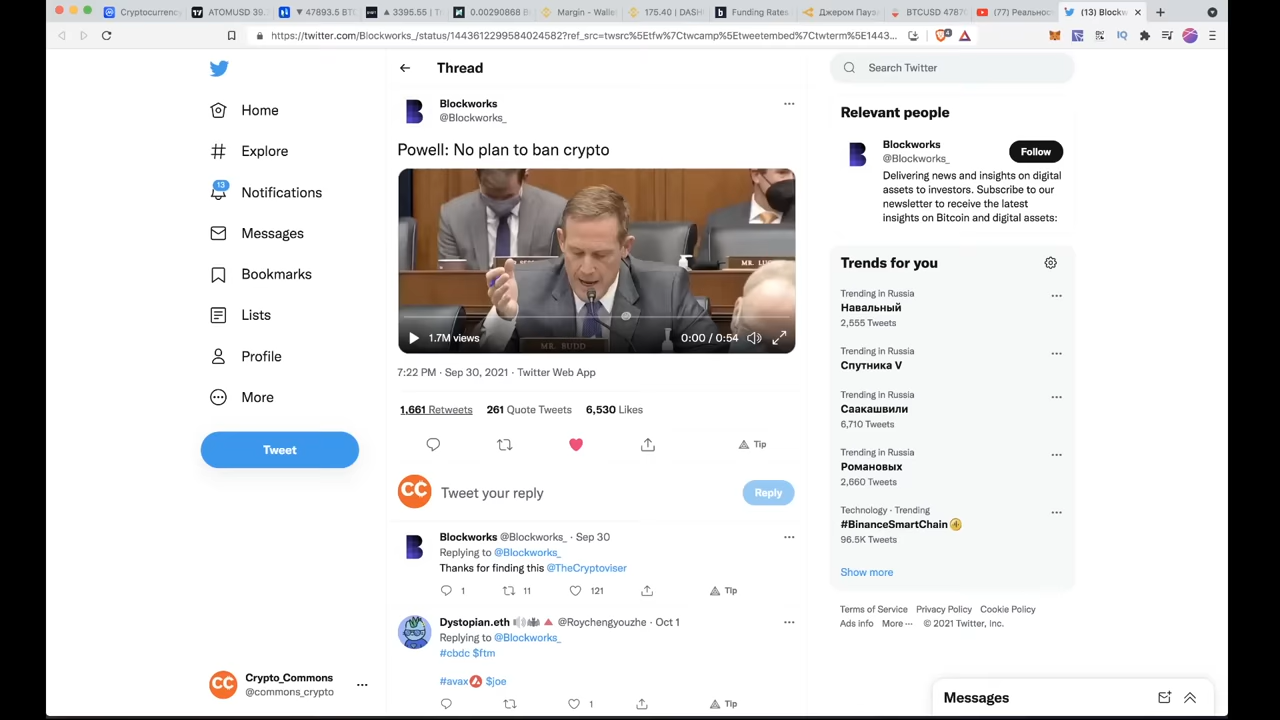 Cryptocurrency
ATOMUSD 39.
▼ 47893.5 BT
▲ 3395.55 | T
0.00290868 B
Margin - Walle
175.40 | DASH
Funding Rates
Джером Пауэ
BTCUSD 4787
(77) Реальнос
(13) Blockw
https://twitter.com/Blockworks_/status/1443612299584024582?ref_src=twsrc%5Etfw%7Ctwcamp%5Etweetembed%7Ctwterm%5E1443...
Home
Explore
13
Notifications
Messages
Bookmarks
Lists
Profile
More
Tweet
CC
Crypto_Commons
@commons_crypto
Thread
Blockworks
@Blockworks_
Powell: No plan to ban crypto
MR. BUDD
1.7M views
0:00 / 0:54
7:22 PM · Sep 30, 2021 · Twitter Web App
1,661 Retweets 261 Quote Tweets 6,530 Likes
Tip
CC
Tweet your reply
Reply
Blockworks @Blockworks_ · Sep 30
Replying to @Blockworks_
Thanks for finding this @TheCryptoviser
1 11 121 Tip
Dystopian.eth @Roychengyouzhe · Oct 1
Replying to @Blockworks_
#cbdc $ftm
#avax $joe
1 Tip
Search Twitter
Relevant people
Blockworks
@Blockworks_
Follow
Delivering news and insights on digital
assets to investors. Subscribe to our
newsletter to receive the latest
insights on Bitcoin and digital assets:
Trends for you
Trending in Russia
Навальный
2,555 Tweets
Trending in Russia
Спутника V
Trending in Russia
Саакашвили
6,710 Tweets
Trending in Russia
Романовых
2,660 Tweets
Technology · Trending
#BinanceSmartChain
96.5K Tweets
Show more
Terms of Service Privacy Policy Cookie Policy
Ads info More ··· © 2021 Twitter, Inc.
Messages